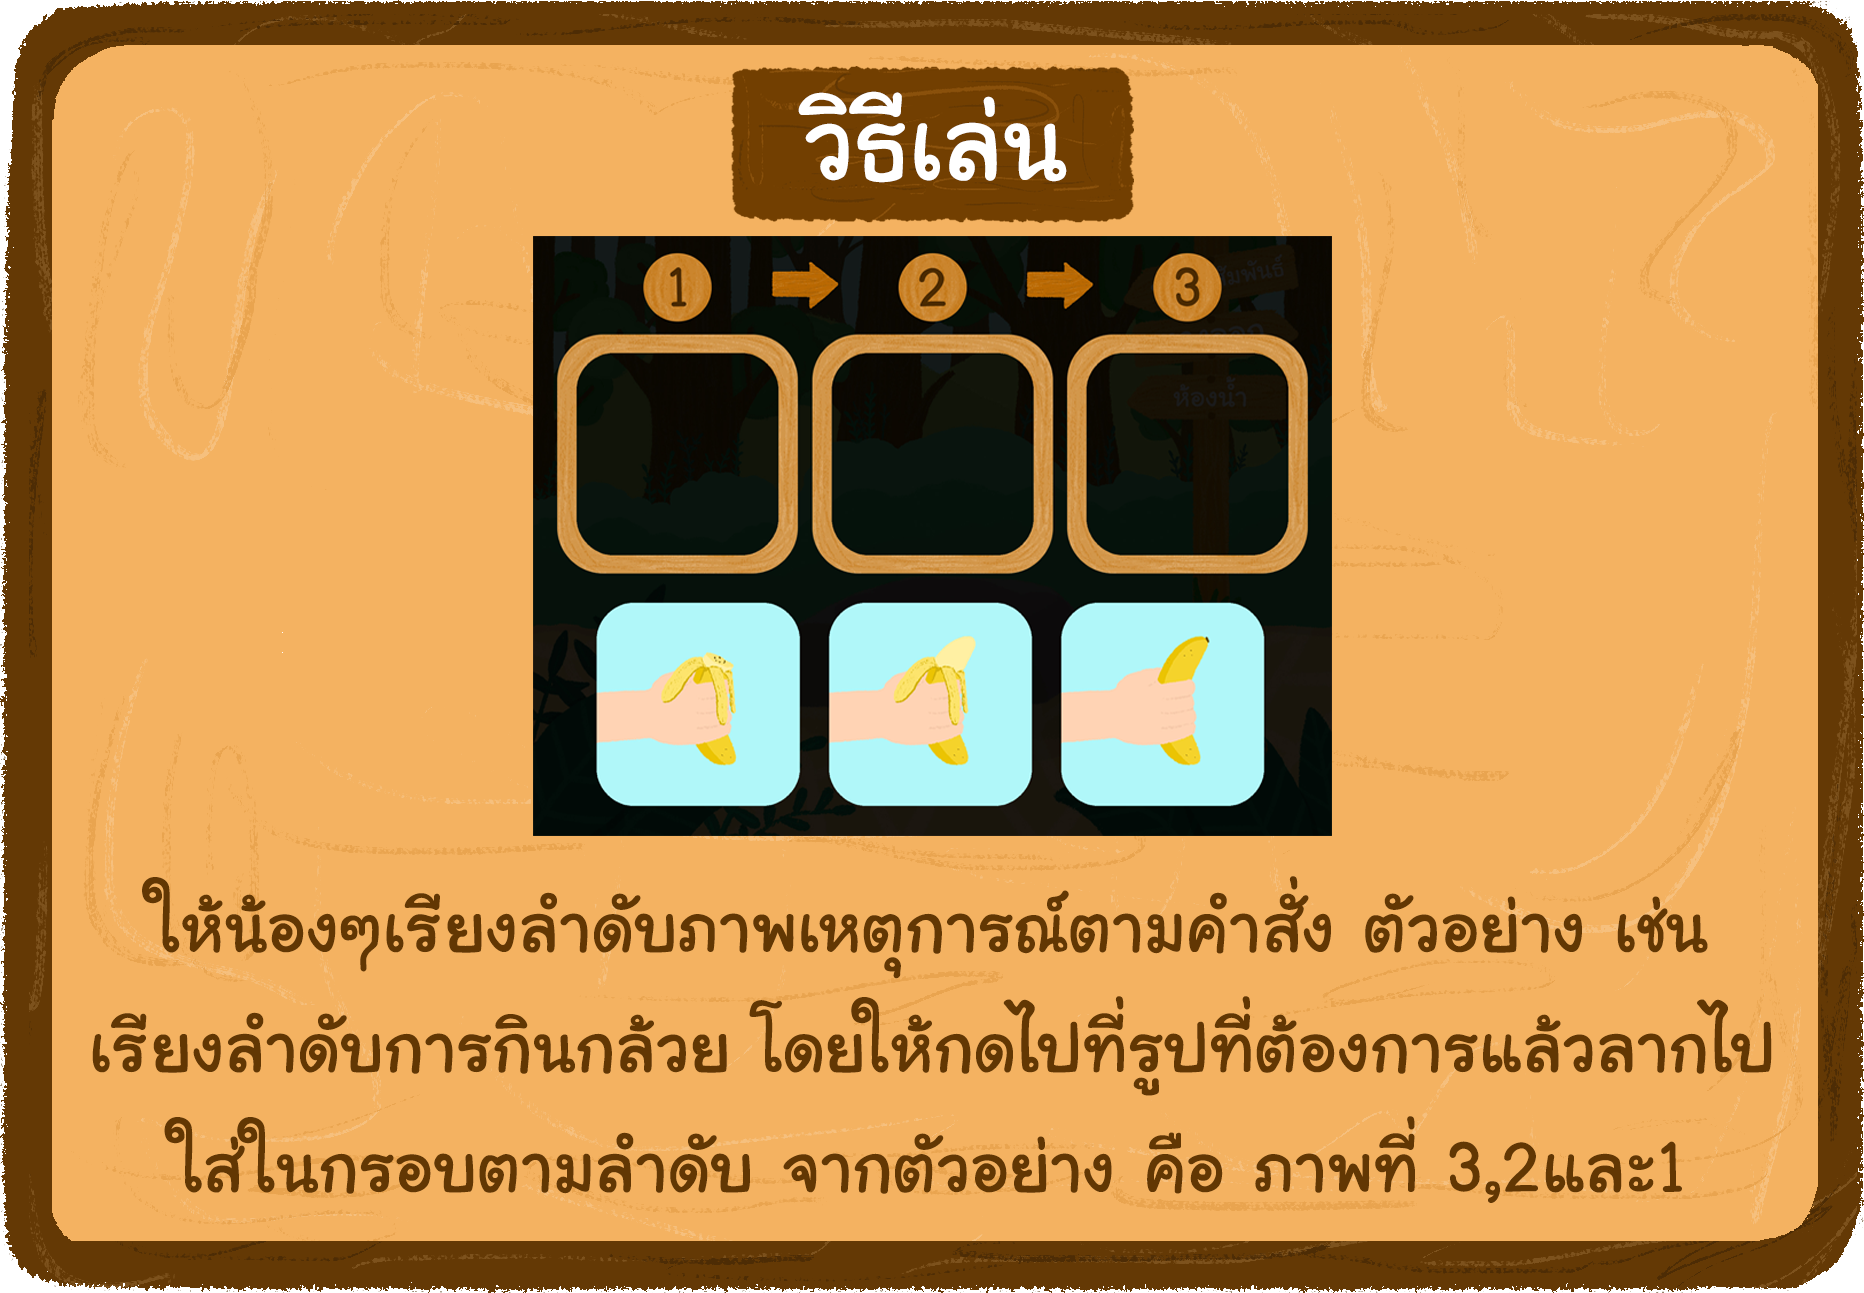 วิธีเล่น
1 2 3
ห้องน้ำ
ให้น้องๆเรียงลำดับภาพเหตุการณ์ตามคำสั่ง ตัวอย่าง เช่น
เรียงลำดับการกินกล้วย โดยให้กดไปที่รูปที่ต้องการแล้วลากไป
ใส่ในกรอบตามลำดับ จากตัวอย่าง คือ ภาพที่ 3,2และ1